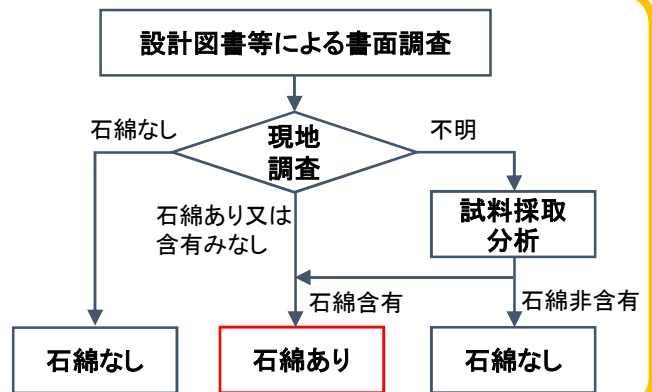 設計図書等による書面調査
石綿なし
現地
調査
不明
石綿あり又は
含有みなし
試料採取
分析
石綿含有
石綿非含有
石綿なし
石綿あり
石綿なし